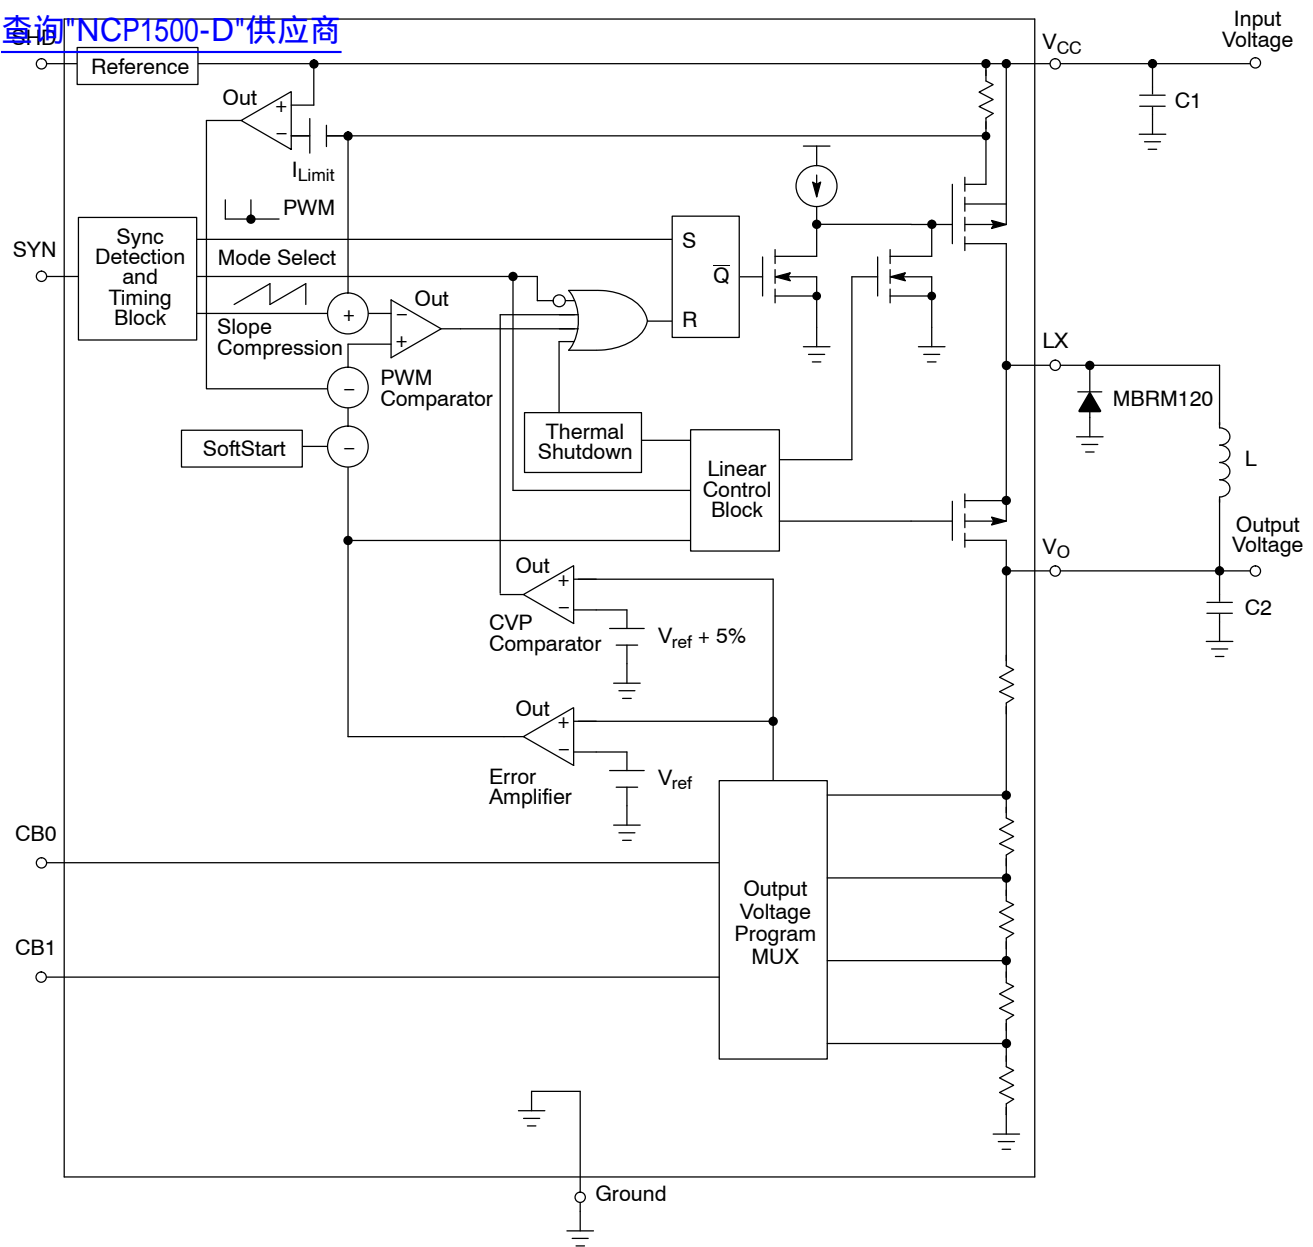 查询"NCP1500-D"供应商
SHD
Input
Voltage
VCC
Reference
Out
+
−
C1
ILimit
PWM
SYN
Sync
Detection
and
Timing
Block
Mode Select
S
Q
R
Slope
Compression
+
Out
−
+
−
PWM
Comparator
SoftStart
−
Thermal
Shutdown
Linear
Control
Block
LX
MBRM120
L
Output
Voltage
VO
C2
Out
+
−
CVP
Comparator
Vref + 5%
Out
+
−
Error
Amplifier
Vref
CB0
CB1
Output
Voltage
Program
MUX
Ground